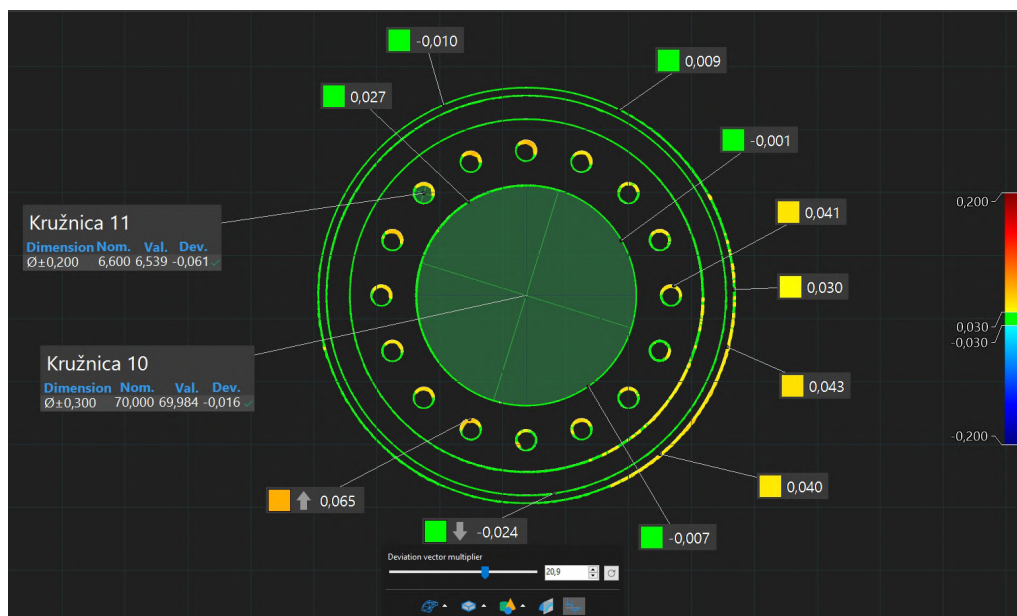 -0,010
0,009
0,027
-0,001
Kružnica 11
Dimension Nom. Val. Dev.
Ø±0,200 6,600 6,539 -0,061
0,041
0,200
0,030
0,030
-0,030
Kružnica 10
Dimension Nom. Val. Dev.
Ø±0,300 70,000 69,984 -0,016
0,043
-0,200
0,040
0,065
-0,024
-0,007
Deviation vector multiplier
20,9